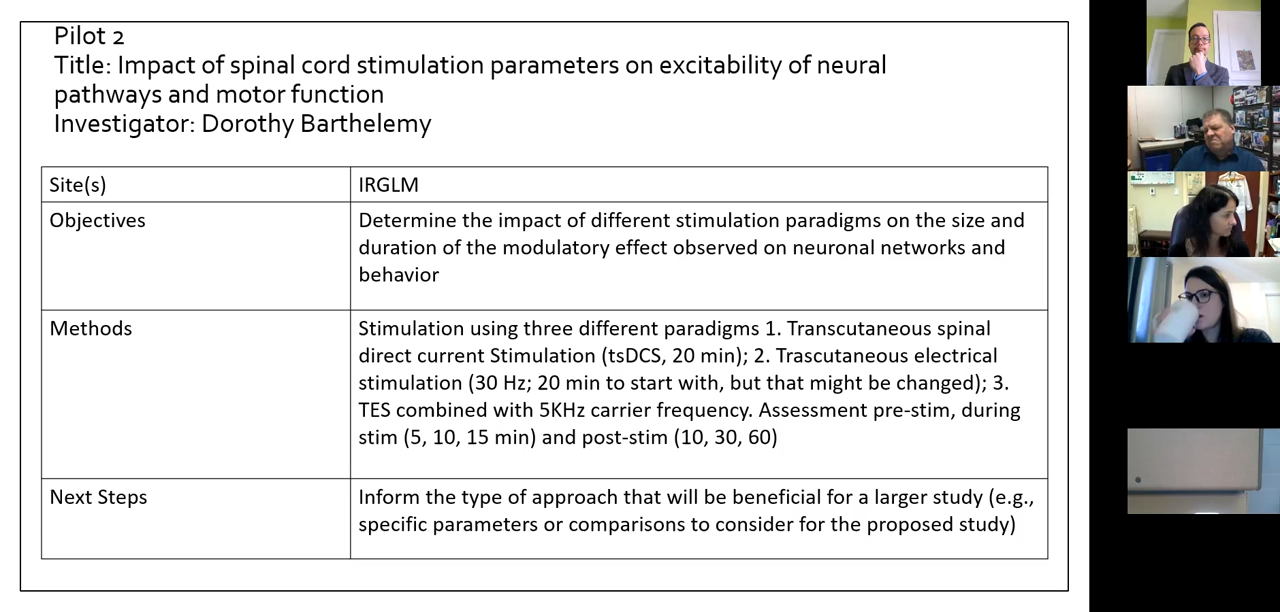 Pilot 2
Title: Impact of spinal cord stimulation parameters on excitability of neural
pathways and motor function
Investigator: Dorothy Barthelemy
Site(s)
IRGLM
Objectives
Determine the impact of different stimulation paradigms on the size and
duration of the modulatory effect observed on neuronal networks and
behavior
Methods
Stimulation using three different paradigms 1. Transcutaneous spinal
direct current Stimulation (tsDCS, 20 min); 2. Trascutaneous electrical
stimulation (30 Hz; 20 min to start with, but that might be changed); 3.
TES combined with 5KHz carrier frequency. Assessment pre-stim, during
stim (5, 10, 15 min) and post-stim (10, 30, 60)
Next Steps
Inform the type of approach that will be beneficial for a larger study (e.g.,
specific parameters or comparisons to consider for the proposed study)